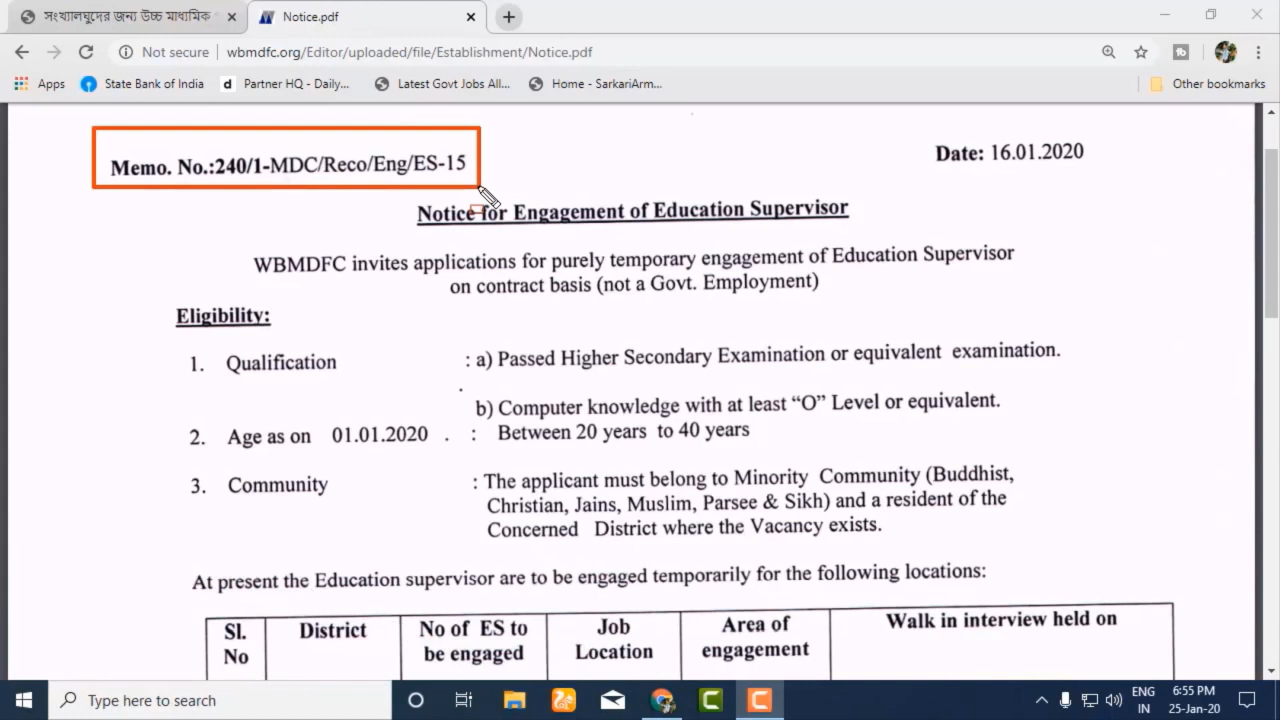 সংখ্যালঘুদের জন্য উচ্চ মাধ্যমিক
Notice.pdf
Not secure
wbmdfc.org/Editor/uploaded/file/Establishment/Notice.pdf
Apps
State Bank of India
d
Partner HQ - Daily...
Latest Govt Jobs All...
Home - SarkariArm...
Other bookmarks
Memo. No.:240/1-MDC/Reco/Eng/ES-15
Date: 16.01.2020
Notice for Engagement of Education Supervisor
WBMDFC invites applications for purely temporary engagement of Education Supervisor
on contract basis (not a Govt. Employment)
Eligibility:
1. Qualification : a) Passed Higher Secondary Examination or equivalent examination.
b) Computer knowledge with at least “O” Level or equivalent.
2. Age as on 01.01.2020 . : Between 20 years to 40 years
3. Community : The applicant must belong to Minority Community (Buddhist,
Christian, Jains, Muslim, Parsee & Sikh) and a resident of the
Concerned District where the Vacancy exists.
At present the Education supervisor are to be engaged temporarily for the following locations:
Sl. No
District
No of ES to be engaged
Job Location
Area of engagement
Walk in interview held on
Type here to search
ENG
IN
6:55 PM
25-Jan-20